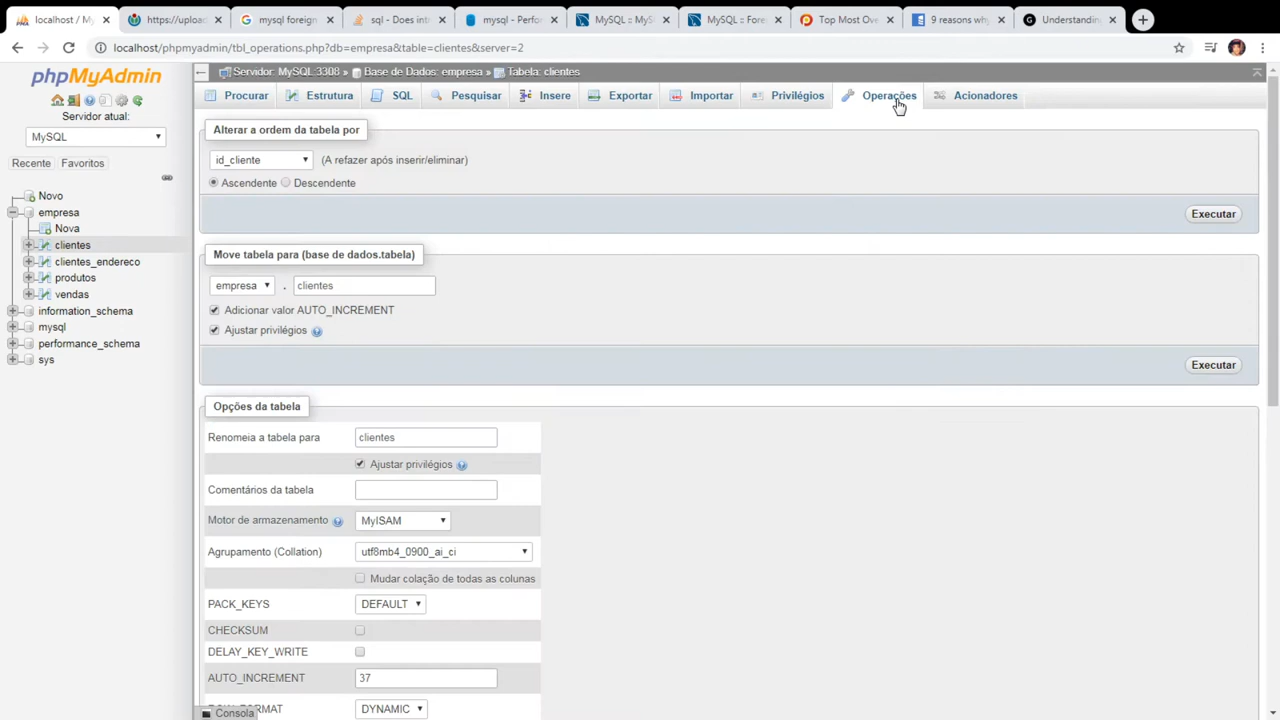 localhost / My
https://upload
mysql foreign
sql - Does intr
mysql - Perfo
MySQL :: MyS
MySQL :: Fore
Top Most Ove
9 reasons why
Understandin
localhost/phpmyadmin/tbl_operations.php?db=empresa&table=clientes&server=2
phpMyAdmin
Servidor atual:
MySQL
Recente Favoritos
Novo
empresa
Nova
clientes
clientes_endereco
produtos
vendas
information_schema
mysql
performance_schema
sys
Servidor: MySQL:3308 » Base de Dados: empresa » Tabela: clientes
Procurar Estrutura SQL Pesquisar Insere Exportar Importar Privilégios Operações Acionadores
Alterar a ordem da tabela por
id_cliente (A refazer após inserir/eliminar)
Ascendente Descendente
Executar
Move tabela para (base de dados.tabela)
empresa . clientes
Adicionar valor AUTO_INCREMENT
Ajustar privilégios
Executar
Opções da tabela
Renomeia a tabela para clientes
Ajustar privilégios
Comentários da tabela
Motor de armazenamento MyISAM
Agrupamento (Collation) utf8mb4_0900_ai_ci
Mudar colação de todas as colunas
PACK_KEYS DEFAULT
CHECKSUM
DELAY_KEY_WRITE
AUTO_INCREMENT 37
ROW_FORMAT DYNAMIC
Consola